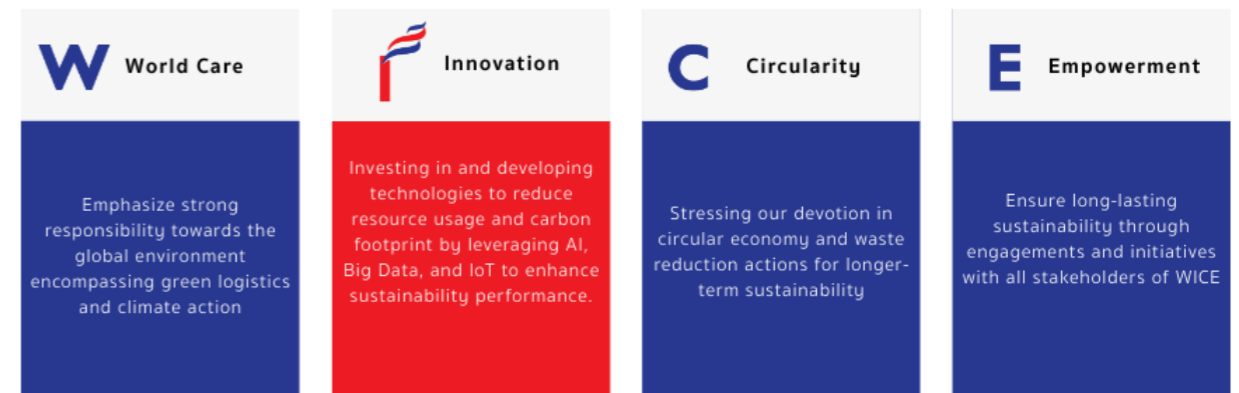 W World Care
Emphasize strong
responsibility towards the
global environment
encompassing green logistics
and climate action
I Innovation
Investing in and developing
technologies to reduce
resource usage and carbon
footprint by leveraging AI,
Big Data, and IoT to enhance
sustainability performance.
C Circularity
Stressing our devotion in
circular economy and waste
reduction actions for longer-
term sustainability
E Empowerment
Ensure long-lasting
sustainability through
engagements and initiatives
with all stakeholders of WICE